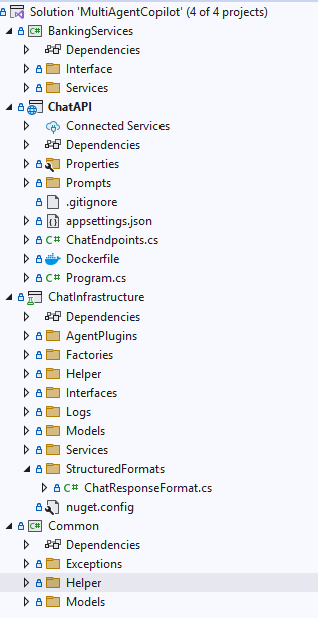 Solution 'MultiAgentCopilot' (4 of 4 projects)
BankingServices
Dependencies
Interface
Services
ChatAPI
Connected Services
Dependencies
Properties
Prompts
.gitignore
appsettings.json
C# ChatEndpoints.cs
Dockerfile
C# Program.cs
ChatInfrastructure
Dependencies
AgentPlugins
Factories
Helper
Interfaces
Logs
Models
Services
StructuredFormats
C# ChatResponseFormat.cs
nuget.config
C# Common
Dependencies
Exceptions
Helper
Models